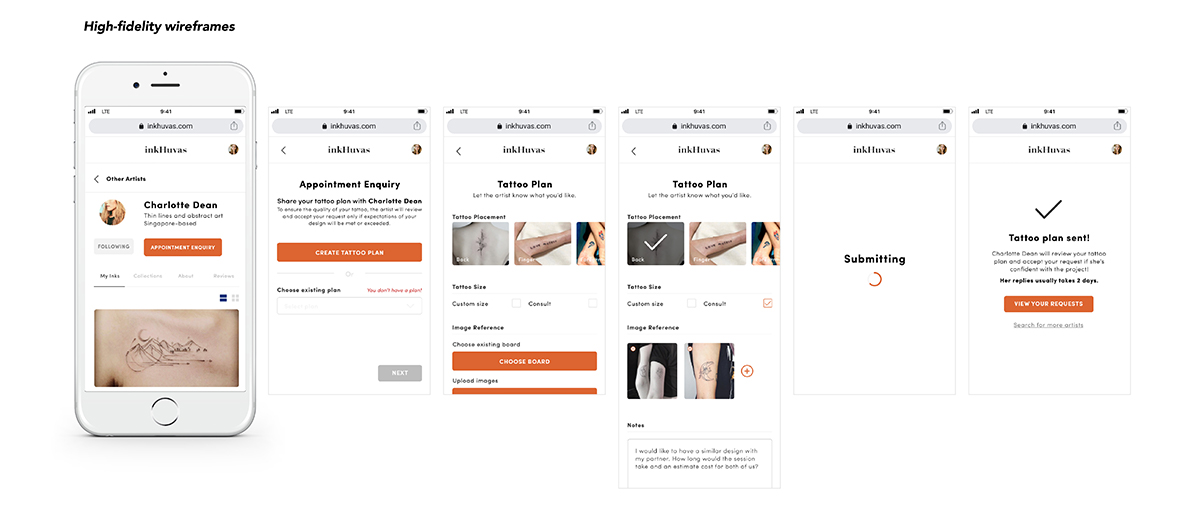 High-fidelity wireframes
LTE
9:41
inkhuvas.com
inkHuvas
Other Artists
Charlotte Dean
Thin lines and abstract art
Singapore-based
FOLLOWING
APPOINTMENT ENQUIRY
My Inks
Collections
About
Reviews
LTE
9:41
inkhuvas.com
inkHuvas
Appointment Enquiry
Share your tattoo plan with Charlotte Dean
To ensure the quality of your tattoo, the artist will review
and accept your request only if expectations of your
design will be met or exceeded.
CREATE TATTOO PLAN
Or
Choose existing plan
You don't have a plan!
Select plan
NEXT
LTE
9:41
inkhuvas.com
inkHuvas
Tattoo Plan
Let the artist know what you'd like.
Tattoo Placement
Back
Finger
Tattoo Size
Custom size
Consult
Image Reference
Choose existing board
CHOOSE BOARD
Upload images
LTE
9:41
inkhuvas.com
inkHuvas
Tattoo Plan
Let the artist know what you'd like.
Tattoo Placement
Back
Finger
Tattoo Size
Custom size
Consult
Image Reference
Notes
I would like to have a similar design with
my partner. How long would the session
take and an estimate cost for both of us?
LTE
9:41
inkhuvas.com
inkHuvas
Submitting
LTE
9:41
inkhuvas.com
inkHuvas
Tattoo plan sent!
Charlotte Dean will review your tattoo
plan and accept your request if she's
confident with the project!
Her replies usually takes 2 days.
VIEW YOUR REQUESTS
Search for more artists